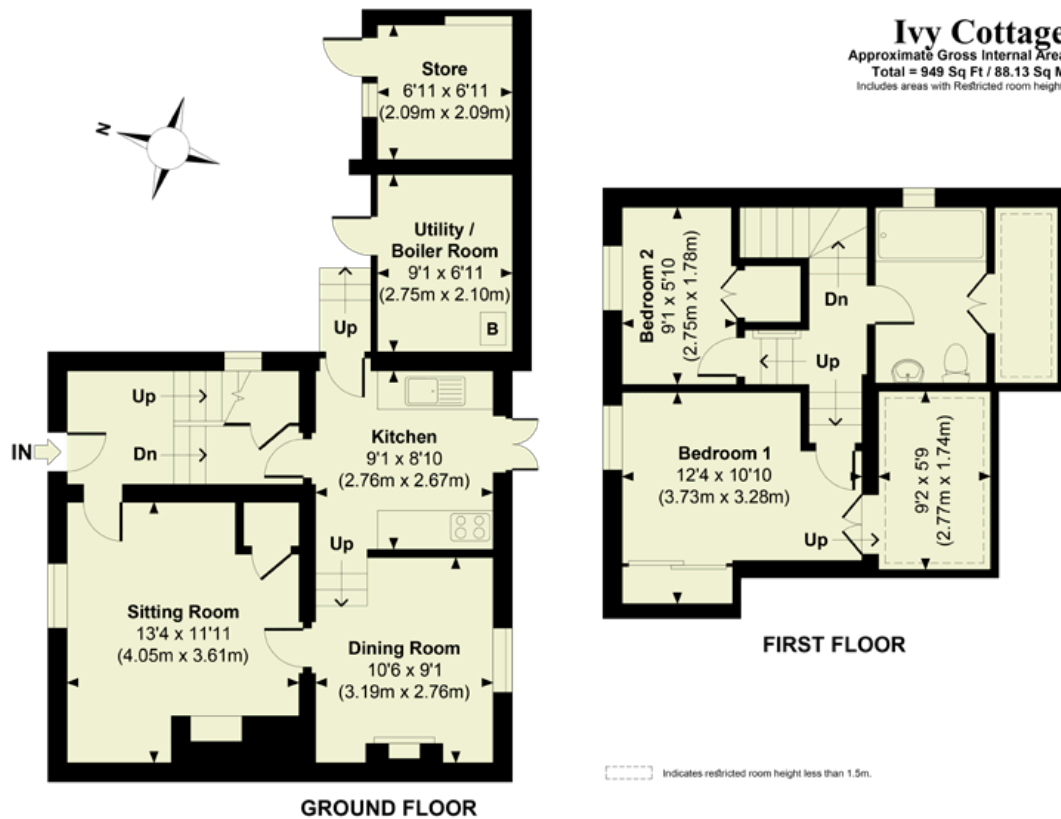 Ivy Cottage
Approximate Gross Internal Area
Total = 949 Sq Ft / 88.13 Sq M
Includes areas with Restricted room height
N
Store
6'11 x 6'11
(2.09m x 2.09m)
Utility /
Boiler Room
9'1 x 6'11
(2.75m x 2.10m)
B
Up
Up
IN
Dn
Kitchen
9'1 x 8'10
(2.76m x 2.67m)
Up
Sitting Room
13'4 x 11'11
(4.05m x 3.61m)
Dining Room
10'6 x 9'1
(3.19m x 2.76m)
GROUND FLOOR
Bedroom 2
9'1 x 5'10
(2.75m x 1.78m)
Dn
Up
Bedroom 1
12'4 x 10'10
(3.73m x 3.28m)
Up
9'2 x 5'9
(2.77m x 1.74m)
FIRST FLOOR
Indicates restricted room height less than 1.5m.